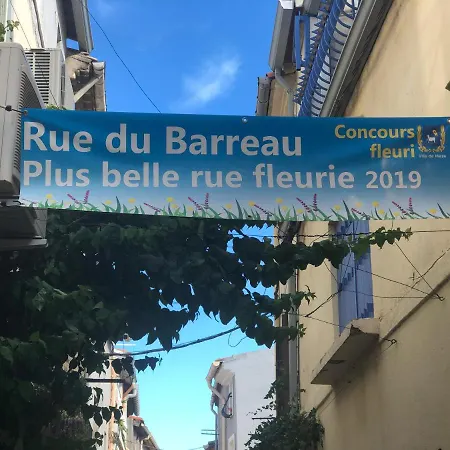 Rue du Barreau
Plus belle rue fleurie 2019
Concours
fleuri